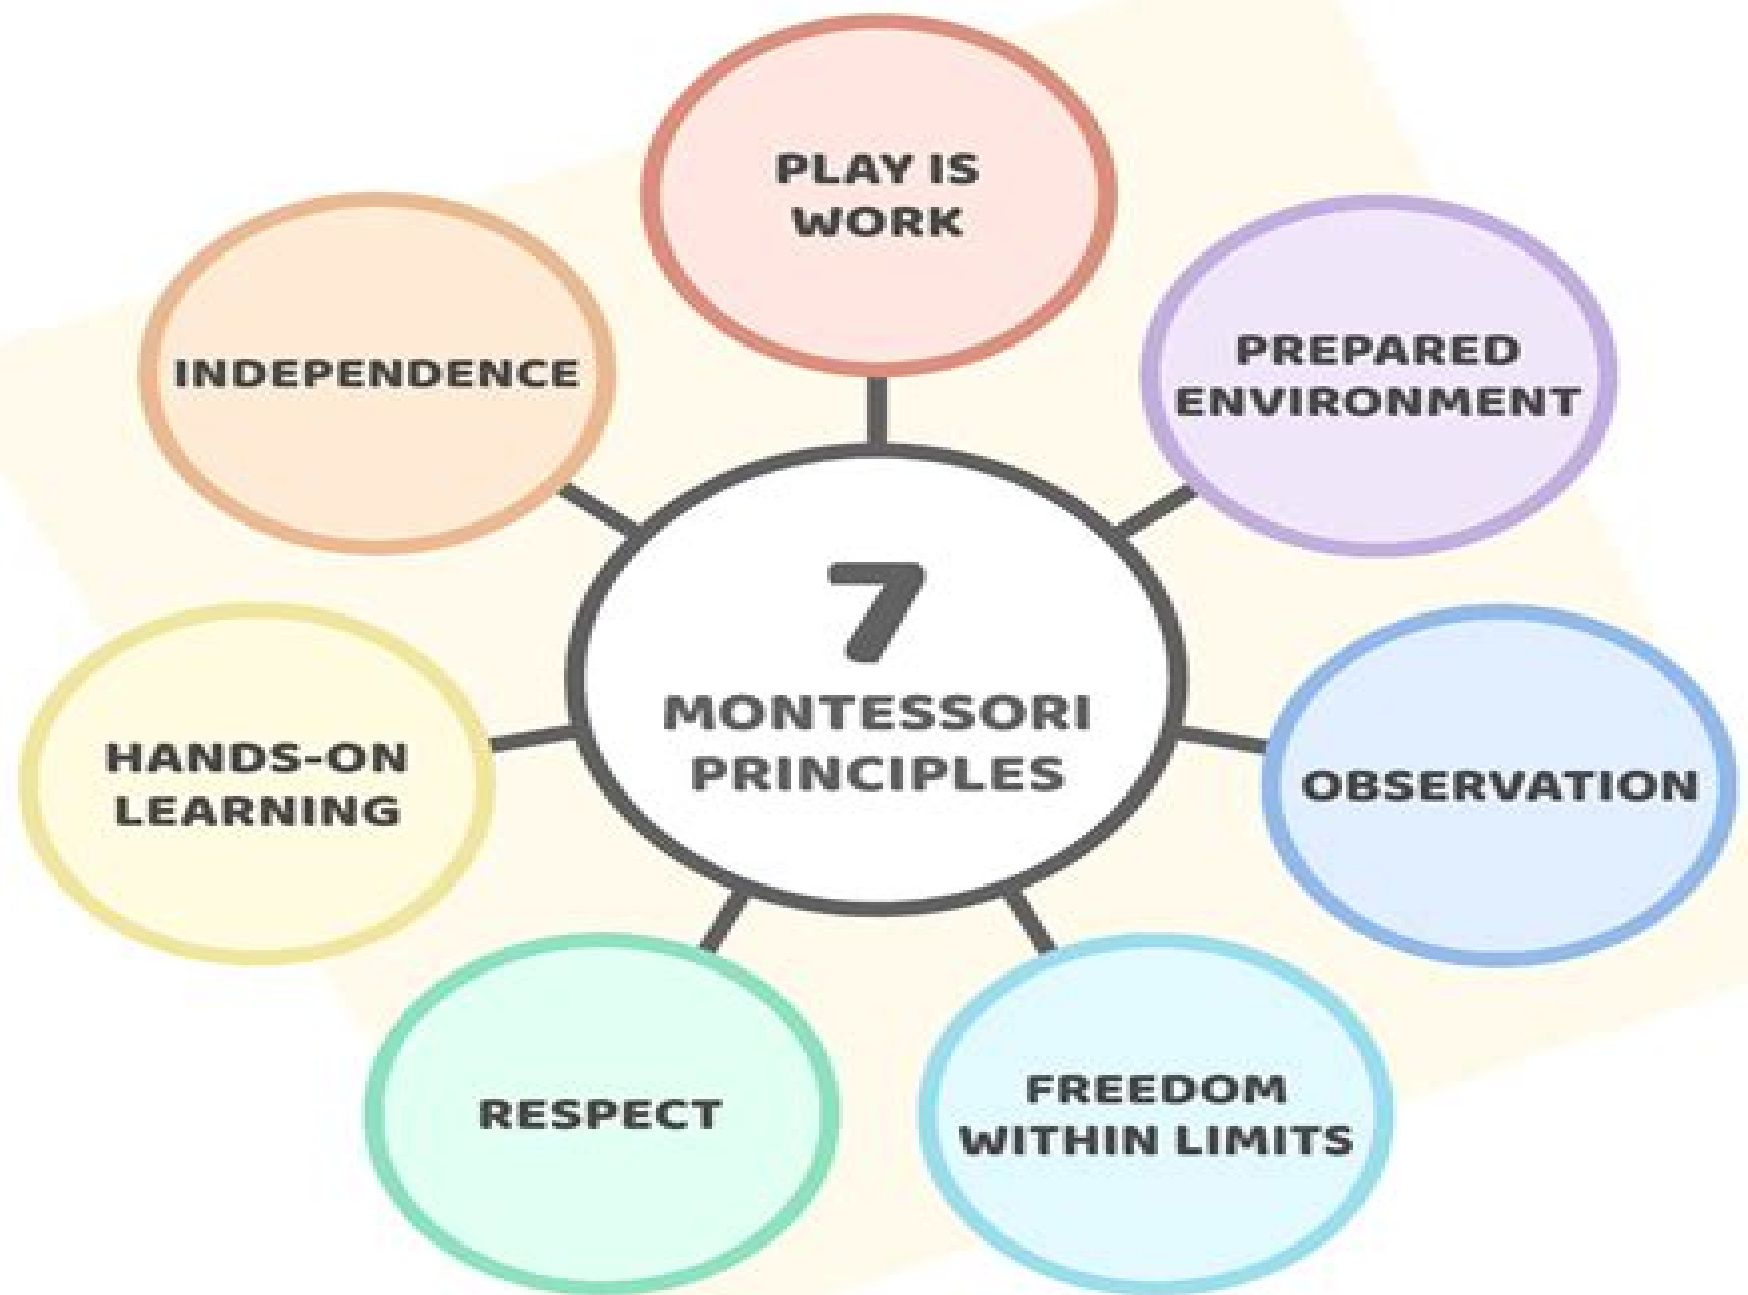 PLAY IS
WORK
PREPARED
ENVIRONMENT
OBSERVATION
FREEDOM
WITHIN LIMITS
RESPECT
HANDS-ON
LEARNING
INDEPENDENCE
7
MONTESSORI
PRINCIPLES